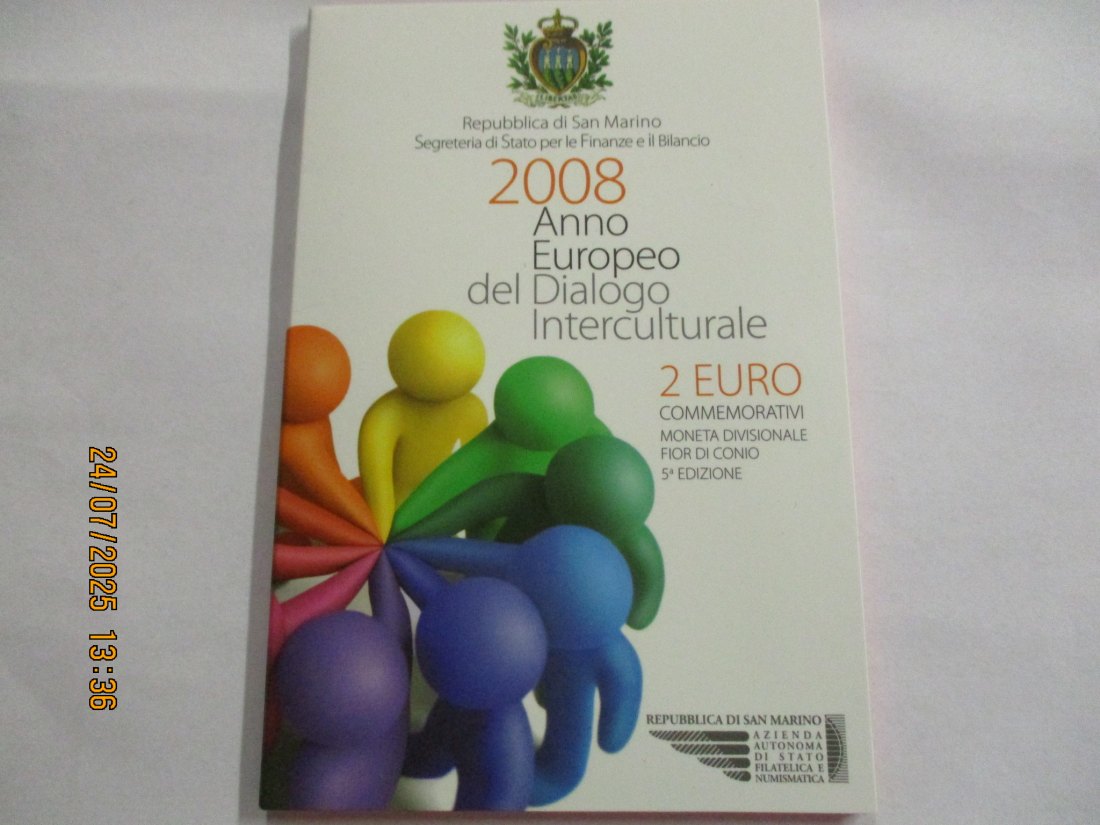 LIBERTAS
Repubblica di San Marino
Segreteria di Stato per le Finanze e il Bilancio
2008
Anno
Europeo
del Dialogo
Interculturale
2 EURO
COMMEMORATIVI
MONETA DIVISIONALE
FIOR DI CONIO
5ª EDIZIONE
REPUBBLICA DI SAN MARINO
AZIENDA
AUTONOMA
DI STATO
FILATELICA E
NUMISMATICA
24/07/2025 13:36